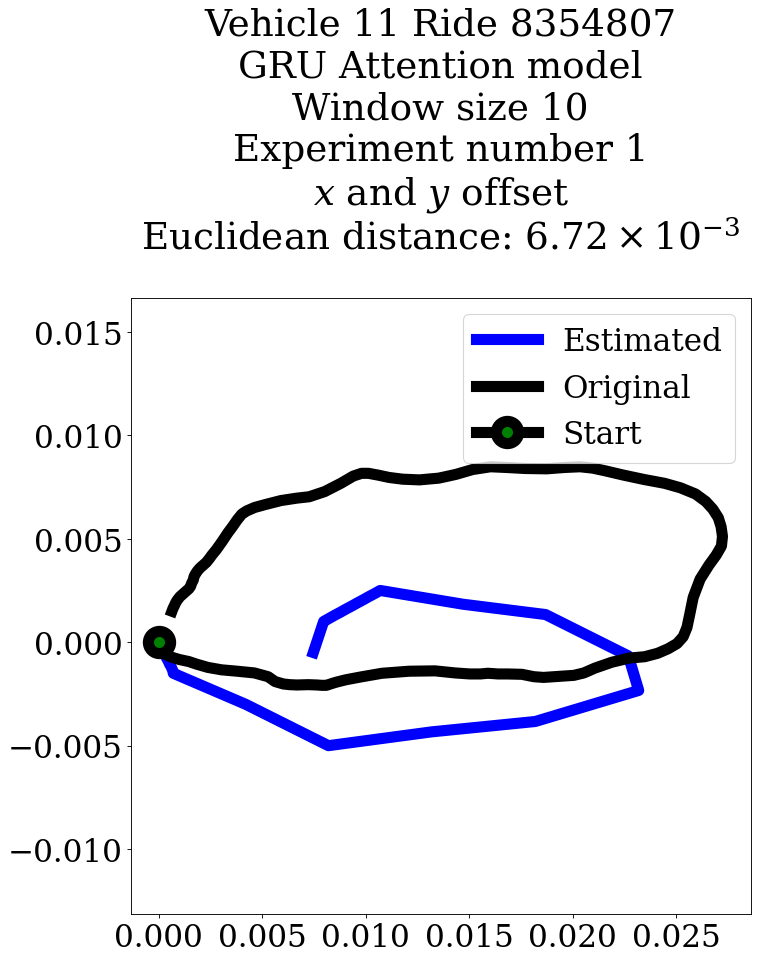 Vehicle 11 Ride 8354807
GRU Attention model
Window size 10
Experiment number 1
x and y offset
Euclidean distance: 6.72 × 10⁻³
Estimated
Original
Start
0.015
0.010
0.005
0.000
−0.005
−0.010
0.000 0.005 0.010 0.015 0.020 0.025